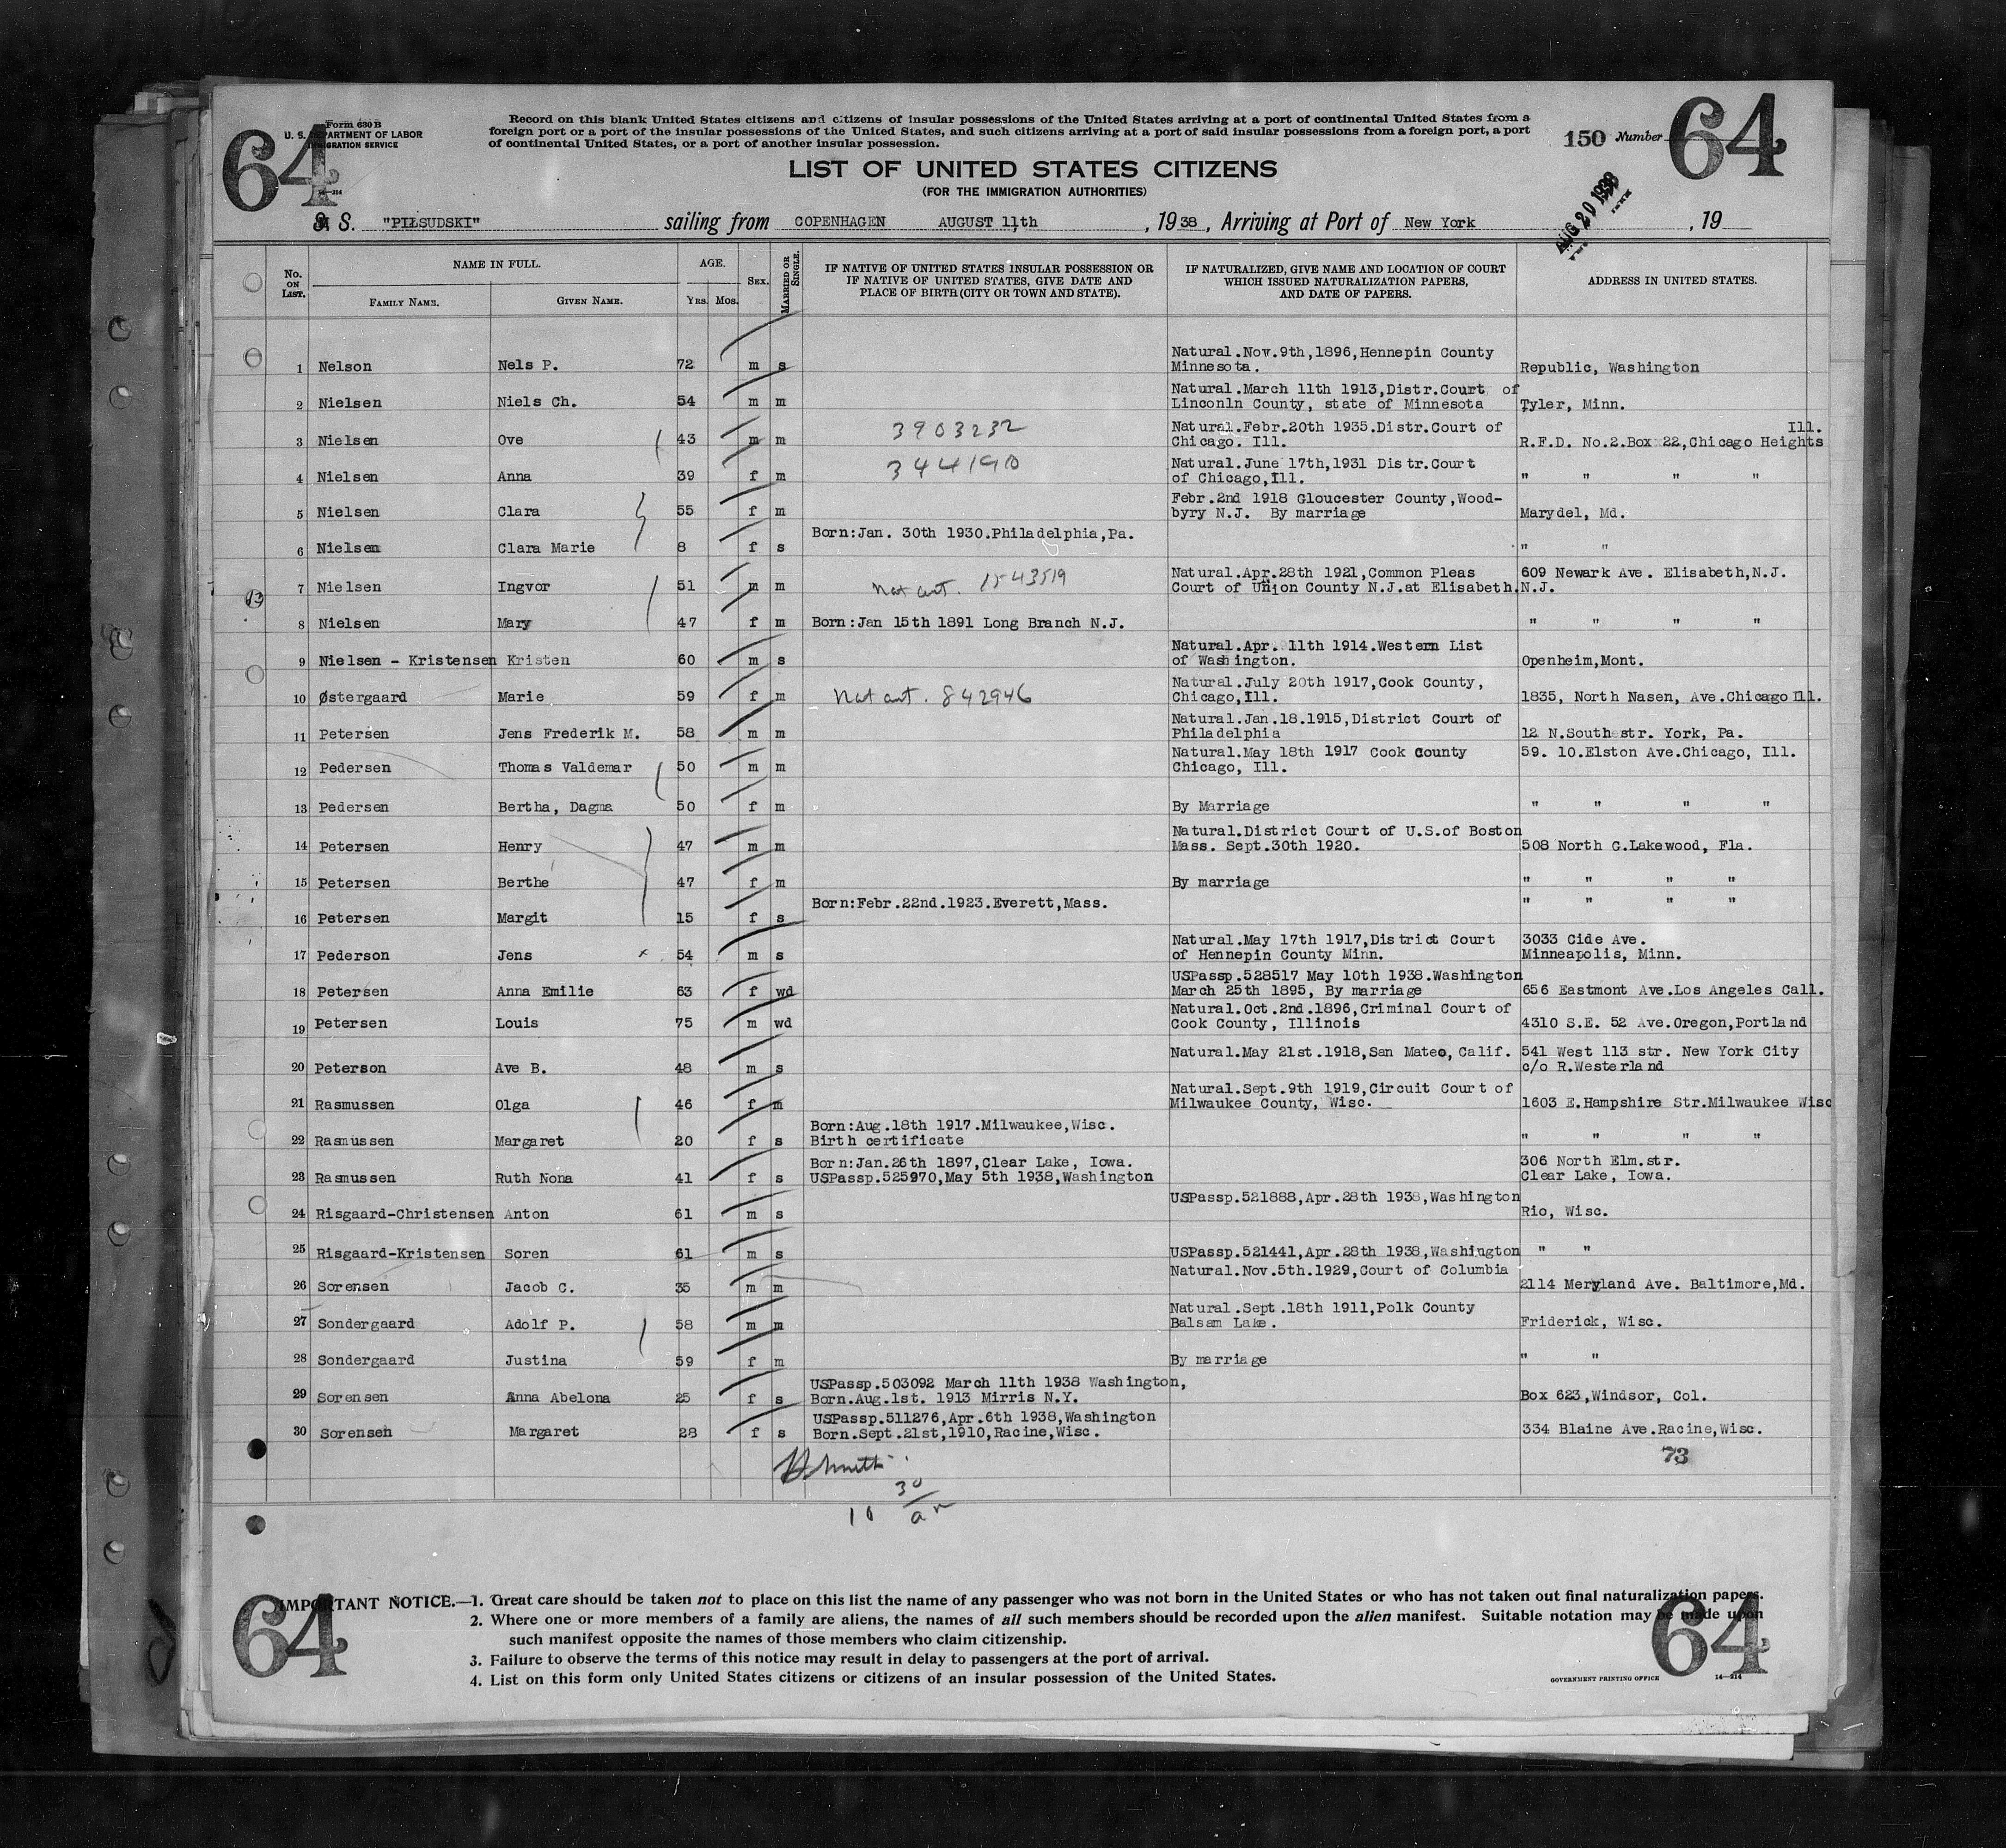 64
Form 630 B
U. S. DEPARTMENT OF LABOR
IMMIGRATION SERVICE
14—214
Record on this blank United States citizens and citizens of insular possessions of the United States arriving at a port of continental United States from a
foreign port or a port of the insular possessions of the United States, and such citizens arriving at a port of said insular possessions from a foreign port, a port
of continental United States, or a port of another insular possession.
150 Number 64
LIST OF UNITED STATES CITIZENS
(FOR THE IMMIGRATION AUTHORITIES)
S. "PIŁSUDSKI" sailing from COPENHAGEN AUGUST 11th, 1938, Arriving at Port of New York AUG 20 1938, 19
No. ON LIST.
NAME IN FULL.
FAMILY NAME. GIVEN NAME.
AGE.
YRS. MOS.
SEX.
MARRIED OR SINGLE.
IF NATIVE OF UNITED STATES INSULAR POSSESSION OR
IF NATIVE OF UNITED STATES, GIVE DATE AND
PLACE OF BIRTH (CITY OR TOWN AND STATE).
IF NATURALIZED, GIVE NAME AND LOCATION OF COURT
WHICH ISSUED NATURALIZATION PAPERS,
AND DATE OF PAPERS.
ADDRESS IN UNITED STATES.
Natural.Nov.9th,1896,Hennepin County
1 Nelson Nels P. 72 m s Minnesota. Republic, Washington
Natural.March 11th 1913,Distr.Court of
2 Nielsen Niels Ch. 54 m m Linconln County, state of Minnesota Tyler, Minn.
3903232 Natural.Febr.20th 1935.Distr.Court of Ill.
3 Nielsen Ove 43 m m Chicago. Ill. R.F.D. No.2.Box 22,Chicago Heights
344190 Natural.June 17th,1931 Distr.Court
4 Nielsen Anna 39 f m of Chicago,Ill. " " " "
Febr.2nd 1918 Gloucester County,Wood-
5 Nielsen Clara 55 f m byry N.J. By marriage Marydel, Md.
Born:Jan. 30th 1930.Philadelphia,Pa.
6 Nielsen Clara Marie 8 f s " "
Natural.Apr.28th 1921,Common Pleas 609 Newark Ave. Elisabeth,N.J.
7 Nielsen Ingvor 51 m m Nat cert. 1543519 Court of Union County N.J.at Elisabeth.N.J.
13
8 Nielsen Mary 47 f m Born:Jan 15th 1891 Long Branch N.J. " " " "
Natural.Apr. 11th 1914.Western List
9 Nielsen - Kristensen Kristen 60 m s of Washington. Openheim,Mont.
Natural.July 20th 1917,Cook County,
10 Østergaard Marie 59 f m Nat cert. 842946 Chicago,Ill. 1835, North Nasen, Ave.Chicago Ill.
Natural.Jan.18.1915,District Court of
11 Petersen Jens Frederik M. 58 m m Philadelphia 12 N.Southestr. York, Pa.
Natural.May 18th 1917 Cook County 59. 10.Elston Ave.Chicago, Ill.
12 Pedersen Thomas Valdemar 50 m m Chicago, Ill.
13 Pedersen Bertha, Dagma 50 f m By Marriage " " " "
Natural.District Court of U.S.of Boston
14 Petersen Henry 47 m m Mass. Sept.30th 1920. 508 North G.Lakewood, Fla.
15 Petersen Berthe 47 f m By marriage " " " "
Born:Febr.22nd.1923.Everett,Mass. " " " "
16 Petersen Margit 15 f s
Natural.May 17th 1917,District Court 3033 Cide Ave.
17 Pederson Jens x 54 m s of Hennepin County Minn. Minneapolis, Minn.
USPassp.528517 May 10th 1938.Washington
18 Petersen Anna Emilie 63 f wd March 25th 1895, By marriage 656 Eastmont Ave.Los Angeles Call.
Natural.Oct.2nd.1896,Criminal Court of
19 Petersen Louis 75 m wd Cook County, Illinois 4310 S.E. 52 Ave.Oregon,Portland
Natural.May 21st.1918,San Mateo, Calif. 541 West 113 str. New York City
20 Peterson Ave B. 48 m s c/o R.Westerland
Natural.Sept.9th 1919,Circuit Court of
21 Rasmussen Olga 46 f m Milwaukee County, Wisc. 1603 E.Hampshire Str.Milwaukee Wisc
Born:Aug.18th 1917.Milwaukee,Wisc.
22 Rasmussen Margaret 20 f s Birth certificate " " " "
Born:Jan.26th 1897,Clear Lake, Iowa. 306 North Elm.str.
23 Rasmussen Ruth Nona 41 f s USPassp.525970,May 5th 1938,Washington Clear Lake, Iowa.
USPassp.521888,Apr.28th 1938,Washington
24 Risgaard-Christensen Anton 61 m s Rio, Wisc.
25 Risgaard-Kristensen Soren 61 m s USPassp.521441,Apr.28th 1938,Washington " "
Natural.Nov.5th.1929,Court of Columbia
26 Sorensen Jacob C. 35 m m 2114 Meryland Ave. Baltimore,Md.
Natural.Sept.18th 1911,Polk County
27 Sondergaard Adolf P. 58 m m Balsam Lake. Friderick, Wisc.
28 Sondergaard Justina 59 f m By marriage " "
USPassp.503092 March 11th 1938 Washington,
29 Sorensen Anna Abelona 25 f s Born.Aug.1st. 1913 Mirris N.Y. Box 623,Windsor, Col.
USPassp.511276,Apr.6th 1938,Washington
30 Sorensen Margaret 28 f s Born.Sept.21st,1910,Racine,Wisc. 334 Blaine Ave.Racine,Wisc.
73
10 30/am
64 64
IMPORTANT NOTICE.—1. Great care should be taken not to place on this list the name of any passenger who was not born in the United States or who has not taken out final naturalization papers.
2. Where one or more members of a family are aliens, the names of all such members should be recorded upon the alien manifest. Suitable notation may be made upon
such manifest opposite the names of those members who claim citizenship.
3. Failure to observe the terms of this notice may result in delay to passengers at the port of arrival.
4. List on this form only United States citizens or citizens of an insular possession of the United States.
GOVERNMENT PRINTING OFFICE 14—214